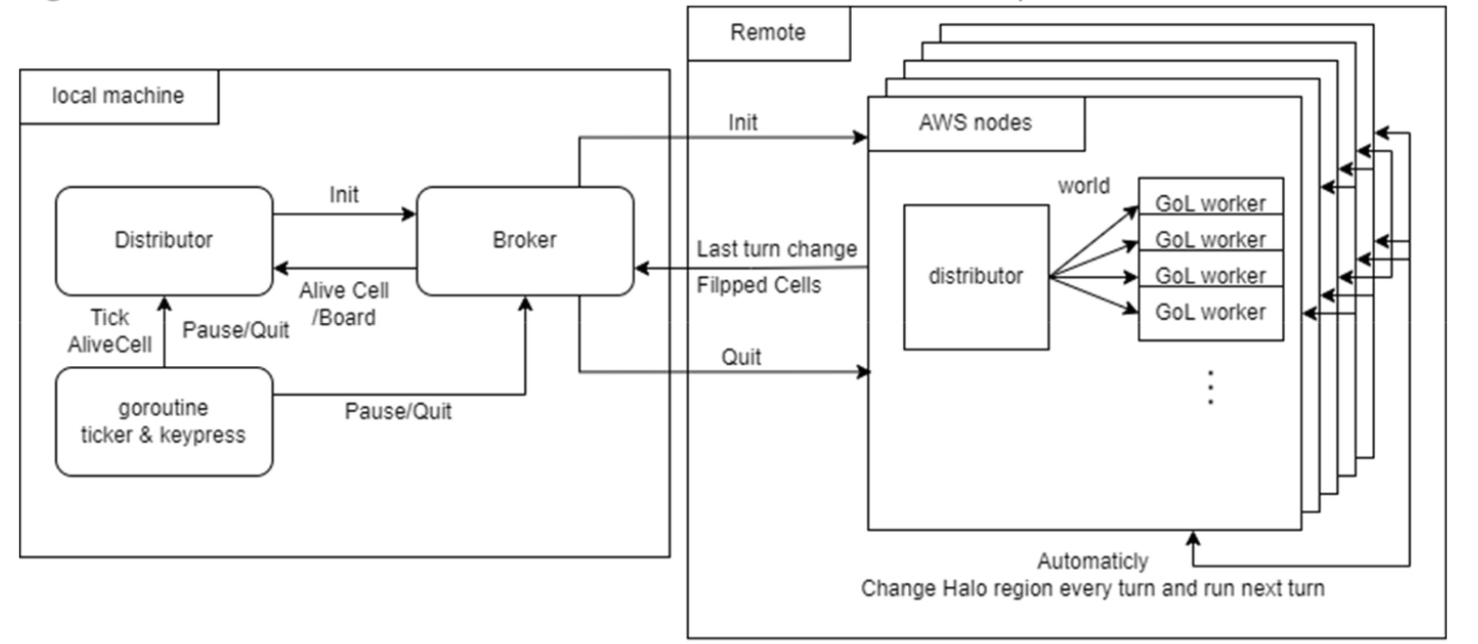 Remote
local machine
Init
AWS nodes
world
Init
GoL worker
Distributor
Broker
GoL worker
Last turn change
distributor
GoL worker
Filpped Cells
Alive Cell
/Board
GoL worker
Tick
AliveCell
Pause/Quit
Quit
goroutine
ticker & keypress
Pause/Quit
Automaticly
Change Halo region every turn and run next turn